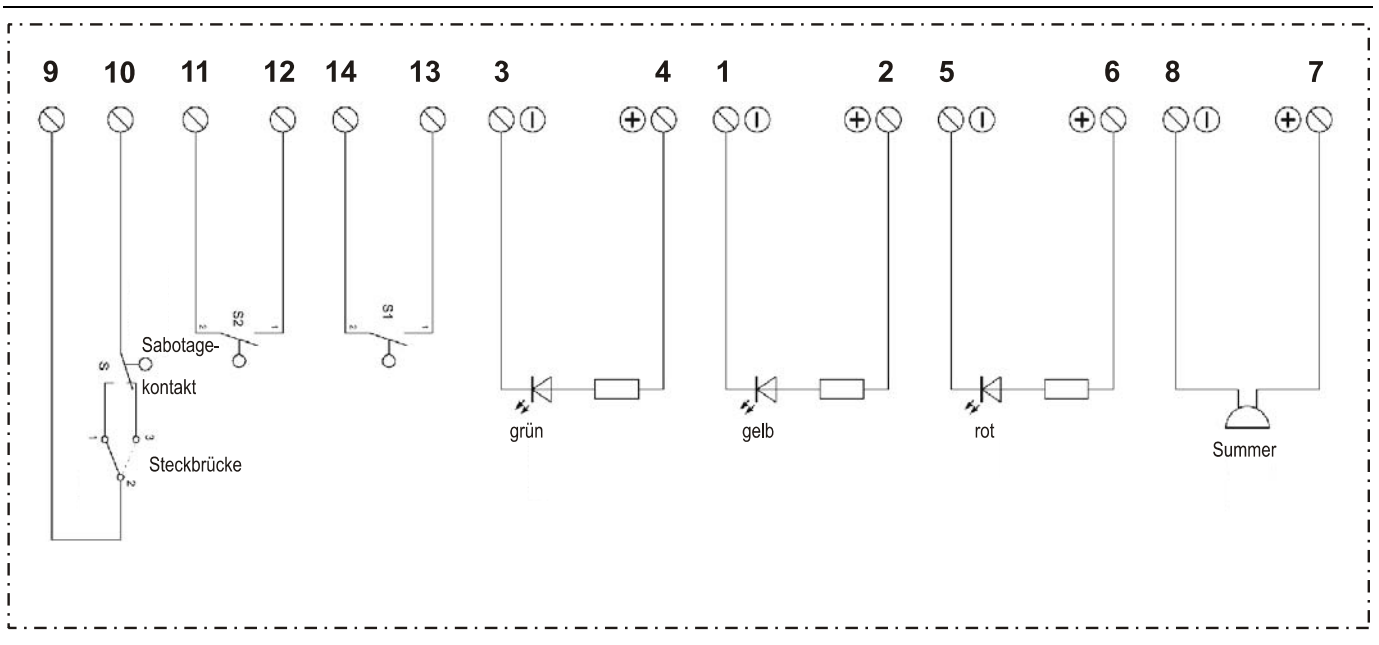 9 10 11 12 14 13 3 4 1 2 5 6 8 7
− + − + − + − +
2 S2 1 2 S1 1
S Sabotage-
kontakt
1 3
Steckbrücke
2
grün gelb rot
Summer